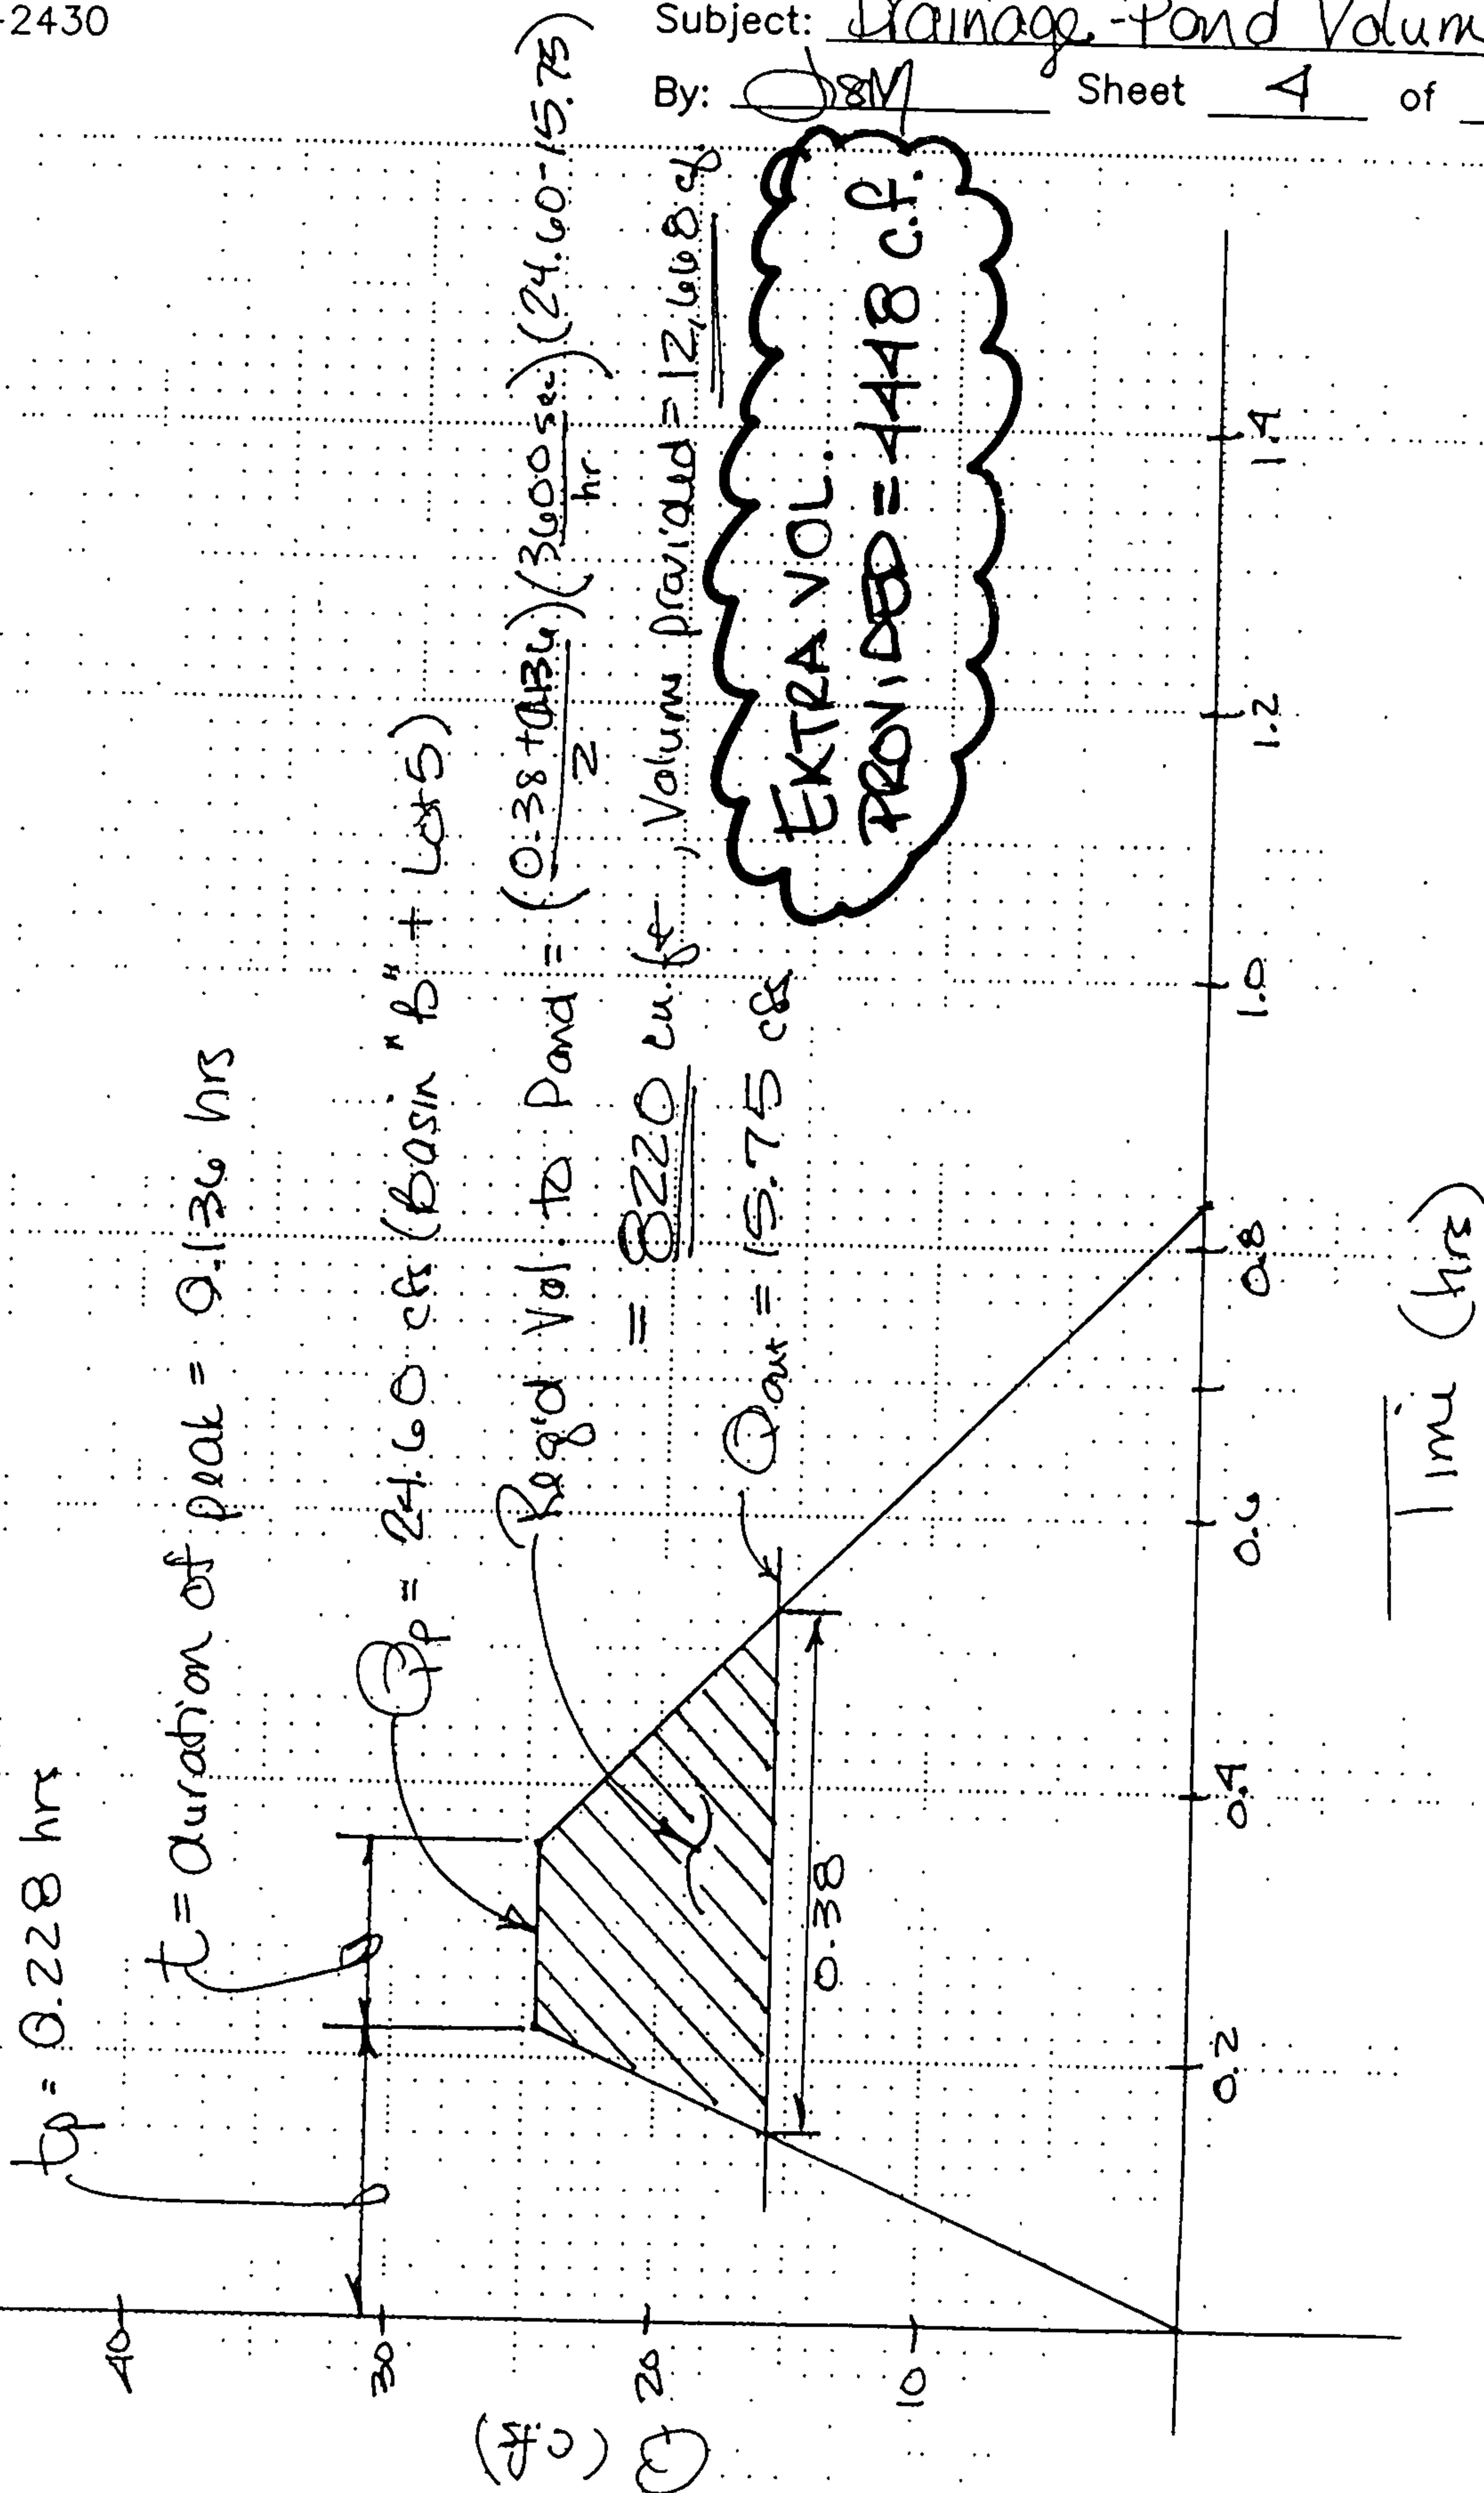 -2430
Subject: Drainage-Pond Volum
By: Sheet 4 of
tp = 0.228 hrs
t = duration of peak = 0.136 hrs
Qp = 24.60 cfs (Basin "B" + Lot 5)
Req'd Vol. to Pond = (0.38 + 0.136 / 2) (3600 sec / hr) (24.60-15.75)
= 8220 cu. ft, Volume provided = 12,668 cf
Qout = 15.75 cfs
EXTRA VOL.
PROVIDED = 4448 c.f.
0.38
Q (cfs)
40
30
20
10
0.2
0.4
0.6
0.8
1.0
1.2
1.4
Time (hrs)